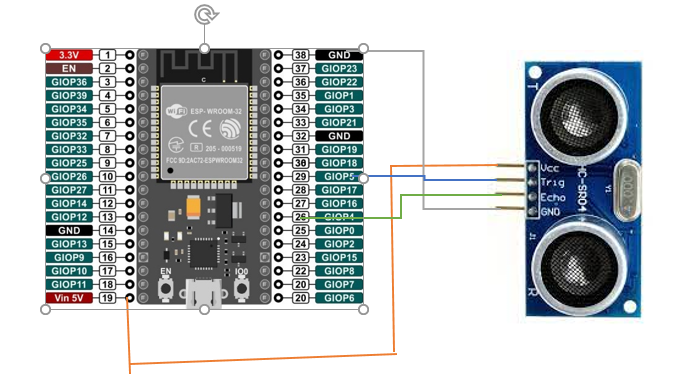 3.3V 1
EN 2
GIOP36 3
GIOP39 4
GIOP34 5
GIOP35 6
GIOP32 7
GIOP33 8
GIOP25 9
GIOP26 10
GIOP27 11
GIOP14 12
GIOP12 13
GND 14
GIOP13 15
GIOP9 16
GIOP10 17
GIOP11 18
Vin 5V 19
C
WiFi
ESP-WROOM-32
CE
R 205-000519
FCC ID:2AC72-ESPWROOM32
EN
IO0
38 GND
37 GIOP23
36 GIOP22
35 GIOP1
34 GIOP3
33 GIOP21
32 GND
31 GIOP19
30 GIOP18
29 GIOP5
28 GIOP17
27 GIOP16
26 GIOP4
25 GIOP0
24 GIOP2
23 GIOP15
22 GIOP8
20 GIOP7
20 GIOP6
T
HC-SR04
Vcc
Trig
Echo
GND
Y1
J1
R